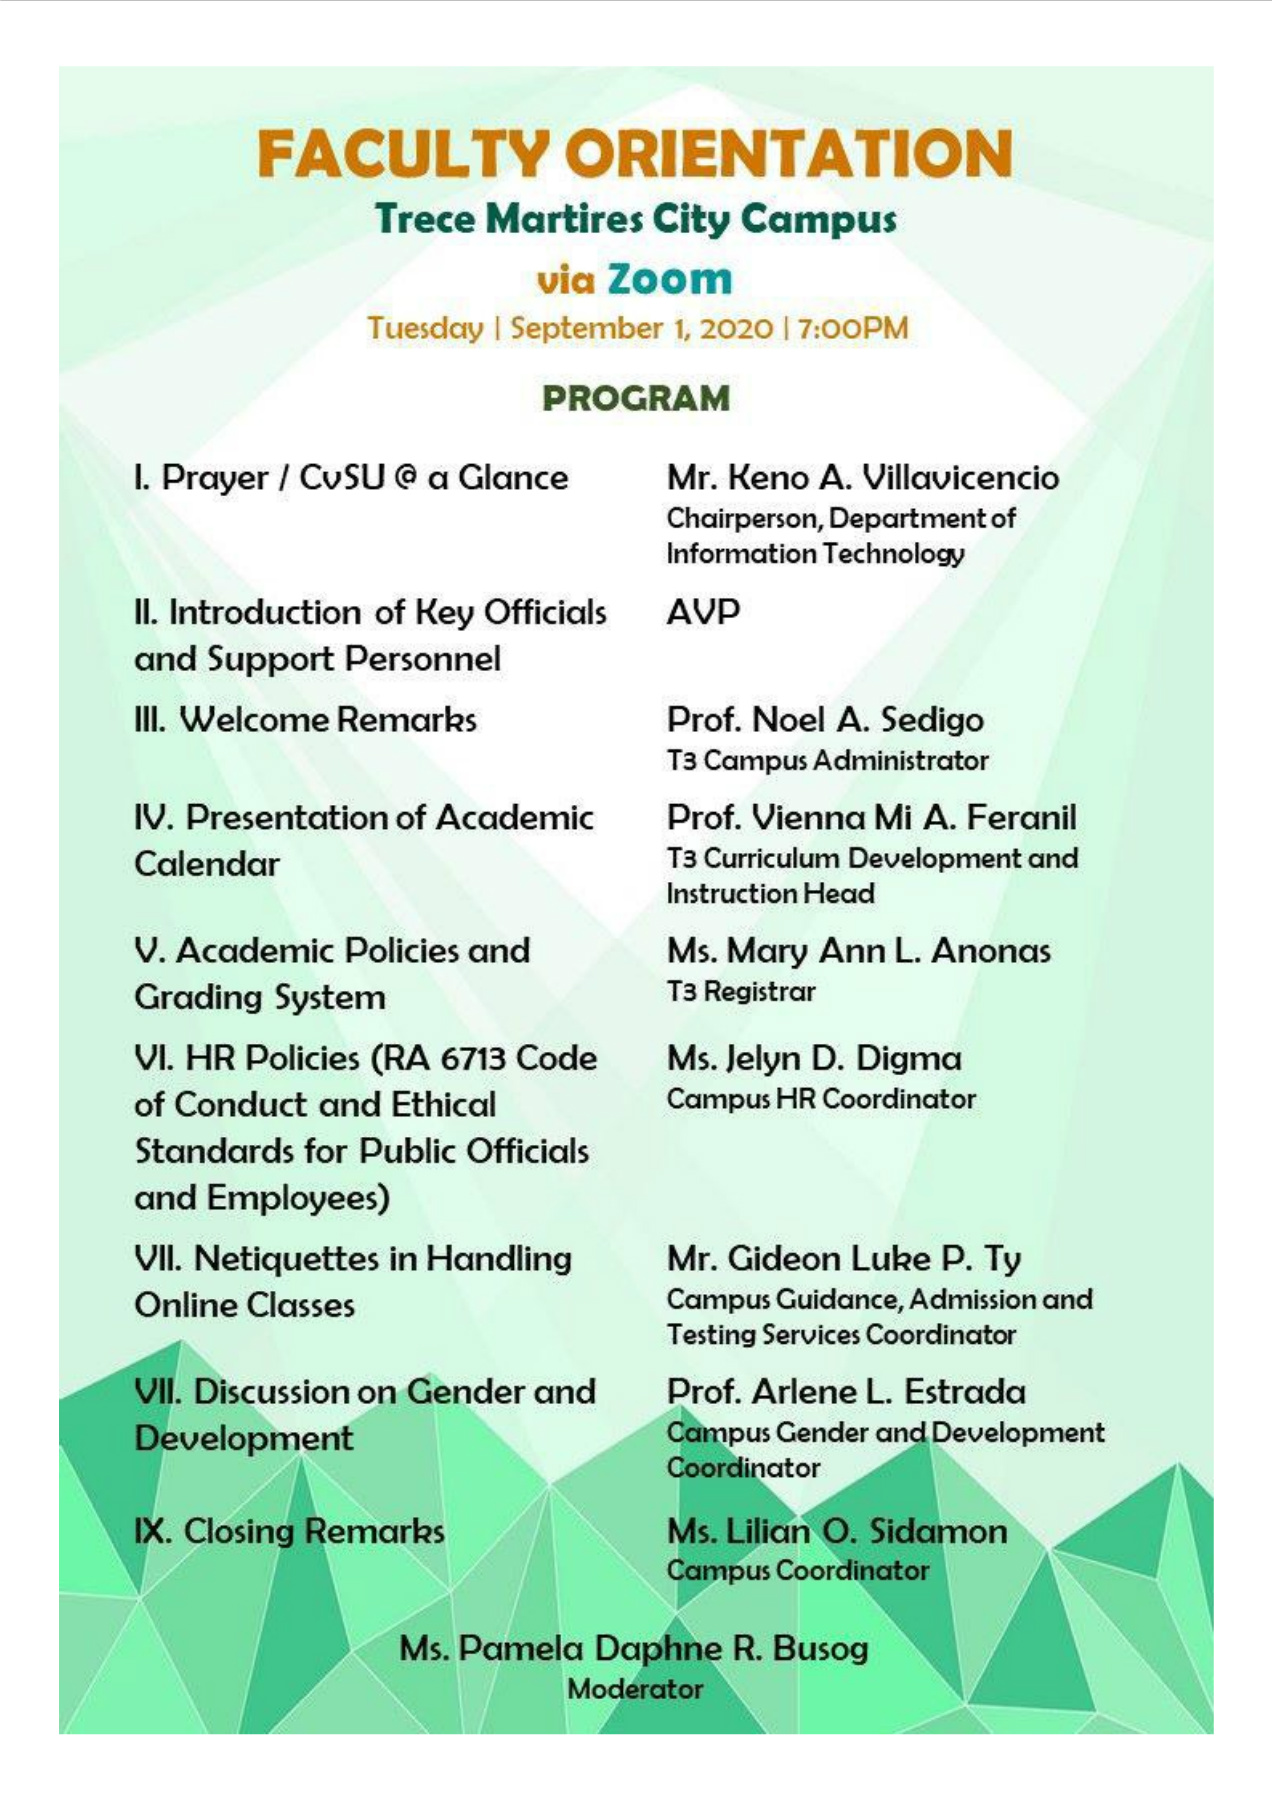 FACULTY ORIENTATION
Trece Martires City Campus
via Zoom
Tuesday | September 1, 2020 | 7:00PM
PROGRAM
I. Prayer / CvSU @ a Glance
Mr. Keno A. Villavicencio
Chairperson, Department of
Information Technology
II. Introduction of Key Officials
and Support Personnel
AVP
III. Welcome Remarks
Prof. Noel A. Sedigo
T3 Campus Administrator
IV. Presentation of Academic
Calendar
Prof. Vienna Mi A. Feranil
T3 Curriculum Development and
Instruction Head
V. Academic Policies and
Grading System
Ms. Mary Ann L. Anonas
T3 Registrar
VI. HR Policies (RA 6713 Code
of Conduct and Ethical
Standards for Public Officials
and Employees)
Ms. Jelyn D. Digma
Campus HR Coordinator
VII. Netiquettes in Handling
Online Classes
Mr. Gideon Luke P. Ty
Campus Guidance, Admission and
Testing Services Coordinator
VII. Discussion on Gender and
Development
Prof. Arlene L. Estrada
Campus Gender and Development
Coordinator
IX. Closing Remarks
Ms. Lilian O. Sidamon
Campus Coordinator
Ms. Pamela Daphne R. Busog
Moderator